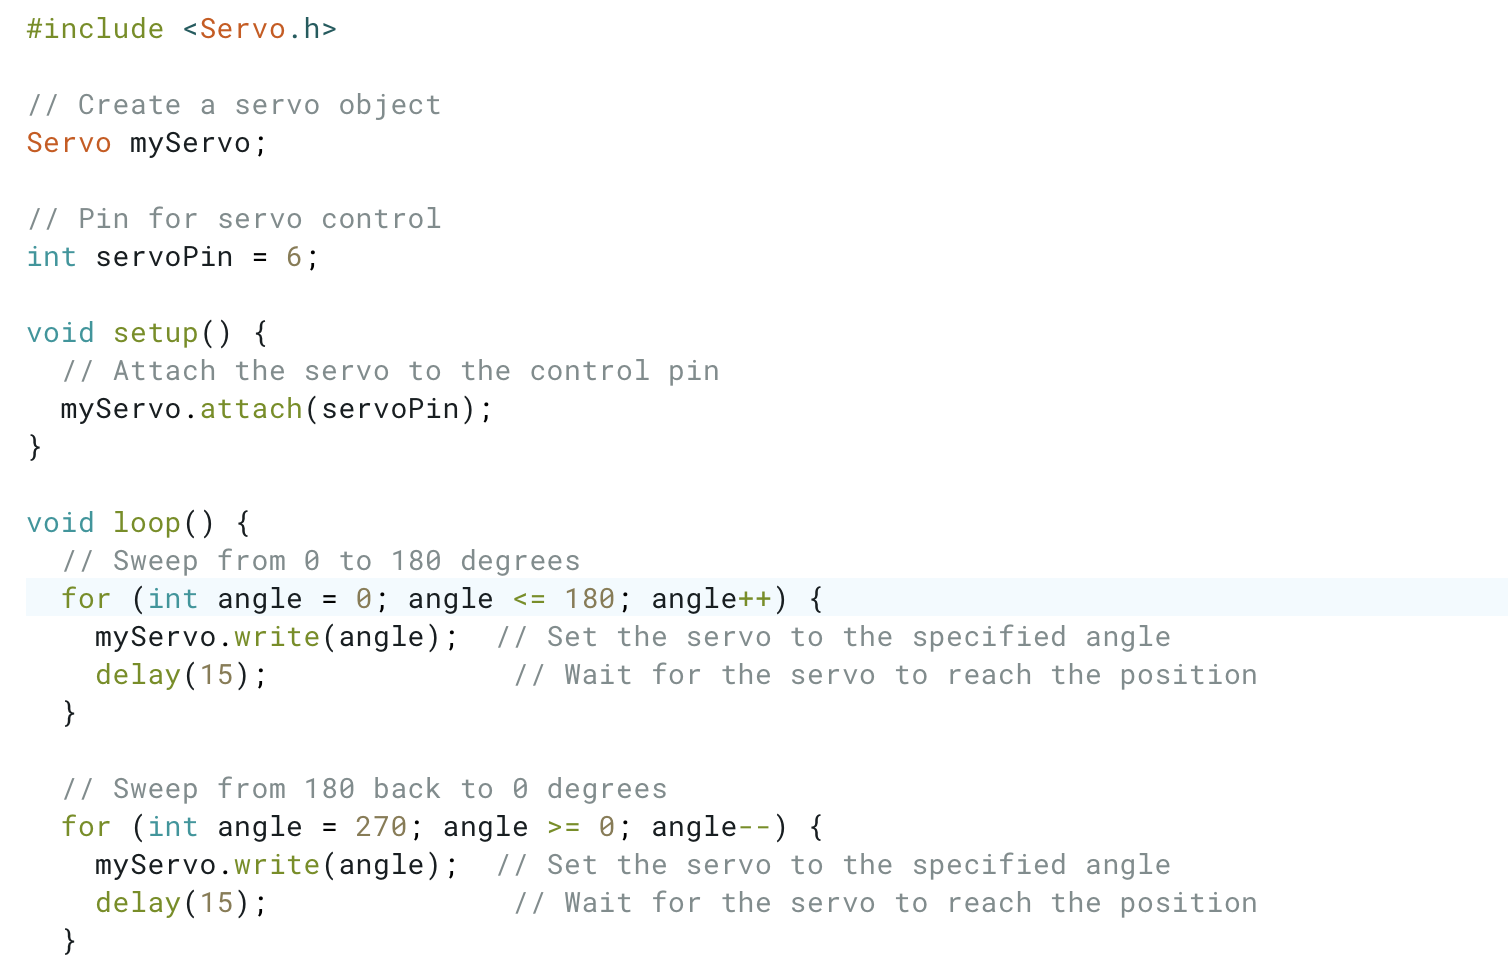 #include <Servo.h>
// Create a servo object
Servo myServo;
// Pin for servo control
int servoPin = 6;
void setup() {
  // Attach the servo to the control pin
  myServo.attach(servoPin);
}
void loop() {
  // Sweep from 0 to 180 degrees
  for (int angle = 0; angle <= 180; angle++) {
    myServo.write(angle);  // Set the servo to the specified angle
    delay(15);              // Wait for the servo to reach the position
  }
  // Sweep from 180 back to 0 degrees
  for (int angle = 270; angle >= 0; angle--) {
    myServo.write(angle);  // Set the servo to the specified angle
    delay(15);              // Wait for the servo to reach the position
  }